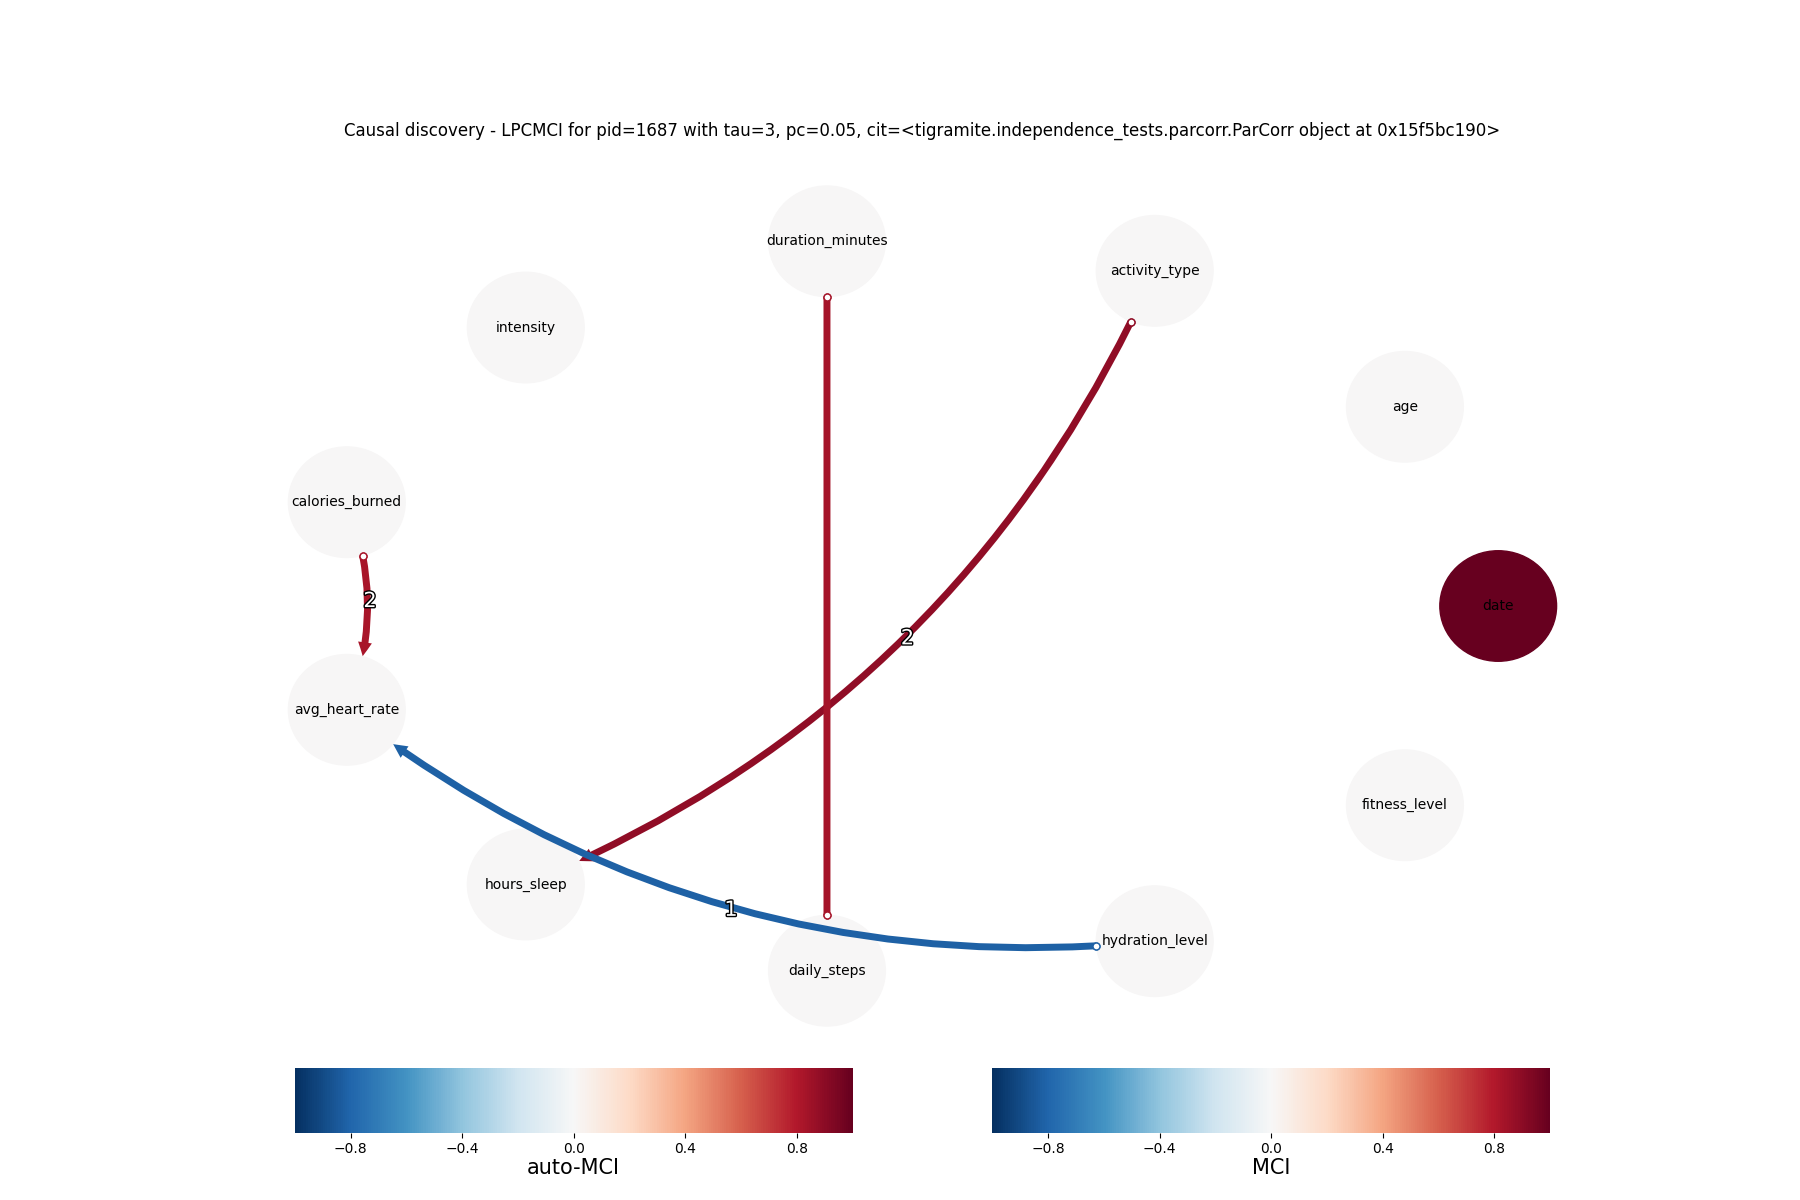 Causal discovery - LPCMCI for pid=1687 with tau=3, pc=0.05, cit=<tigramite.independence_tests.parcorr.ParCorr object at 0x15f5bc190>
duration_minutes
activity_type
intensity
age
calories_burned
2
date
2
avg_heart_rate
fitness_level
hours_sleep
1
hydration_level
daily_steps
−0.8 −0.4 0.0 0.4 0.8
auto-MCI
−0.8 −0.4 0.0 0.4 0.8
MCI